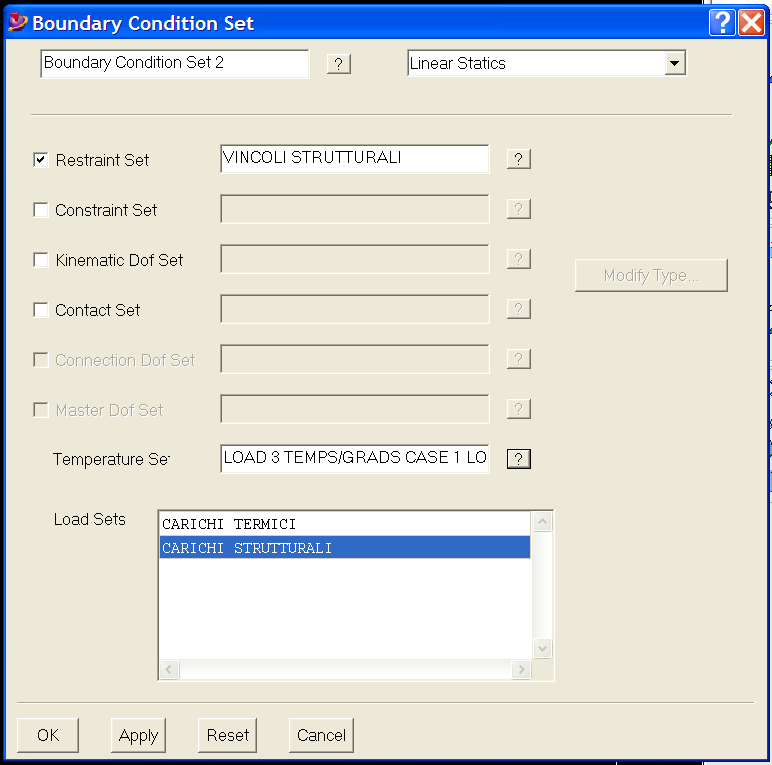 Boundary Condition Set
Boundary Condition Set 2 ? Linear Statics
Restraint Set VINCOLI STRUTTURALI ?
Constraint Set ?
Kinematic Dof Set ?
Modify Type...
Contact Set ?
Connection Dof Set ?
Master Dof Set ?
Temperature Set LOAD 3 TEMPS/GRADS CASE 1 LO ?
Load Sets
CARICHI TERMICI
CARICHI STRUTTURALI
OK Apply Reset Cancel